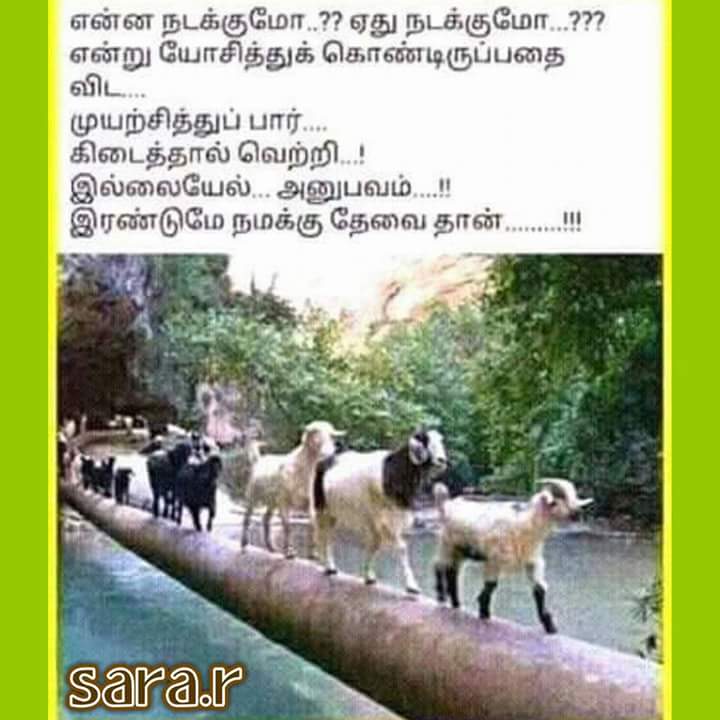 என்ன நடக்குமோ..?? ஏது நடக்குமோ...???
என்று யோசித்துக் கொண்டிருப்பதை
விட....
முயற்சித்துப் பார்....
கிடைத்தால் வெற்றி...!
இல்லையேல்... அனுபவம்....!!
இரண்டுமே நமக்கு தேவை தான்.........!!!
sara.r